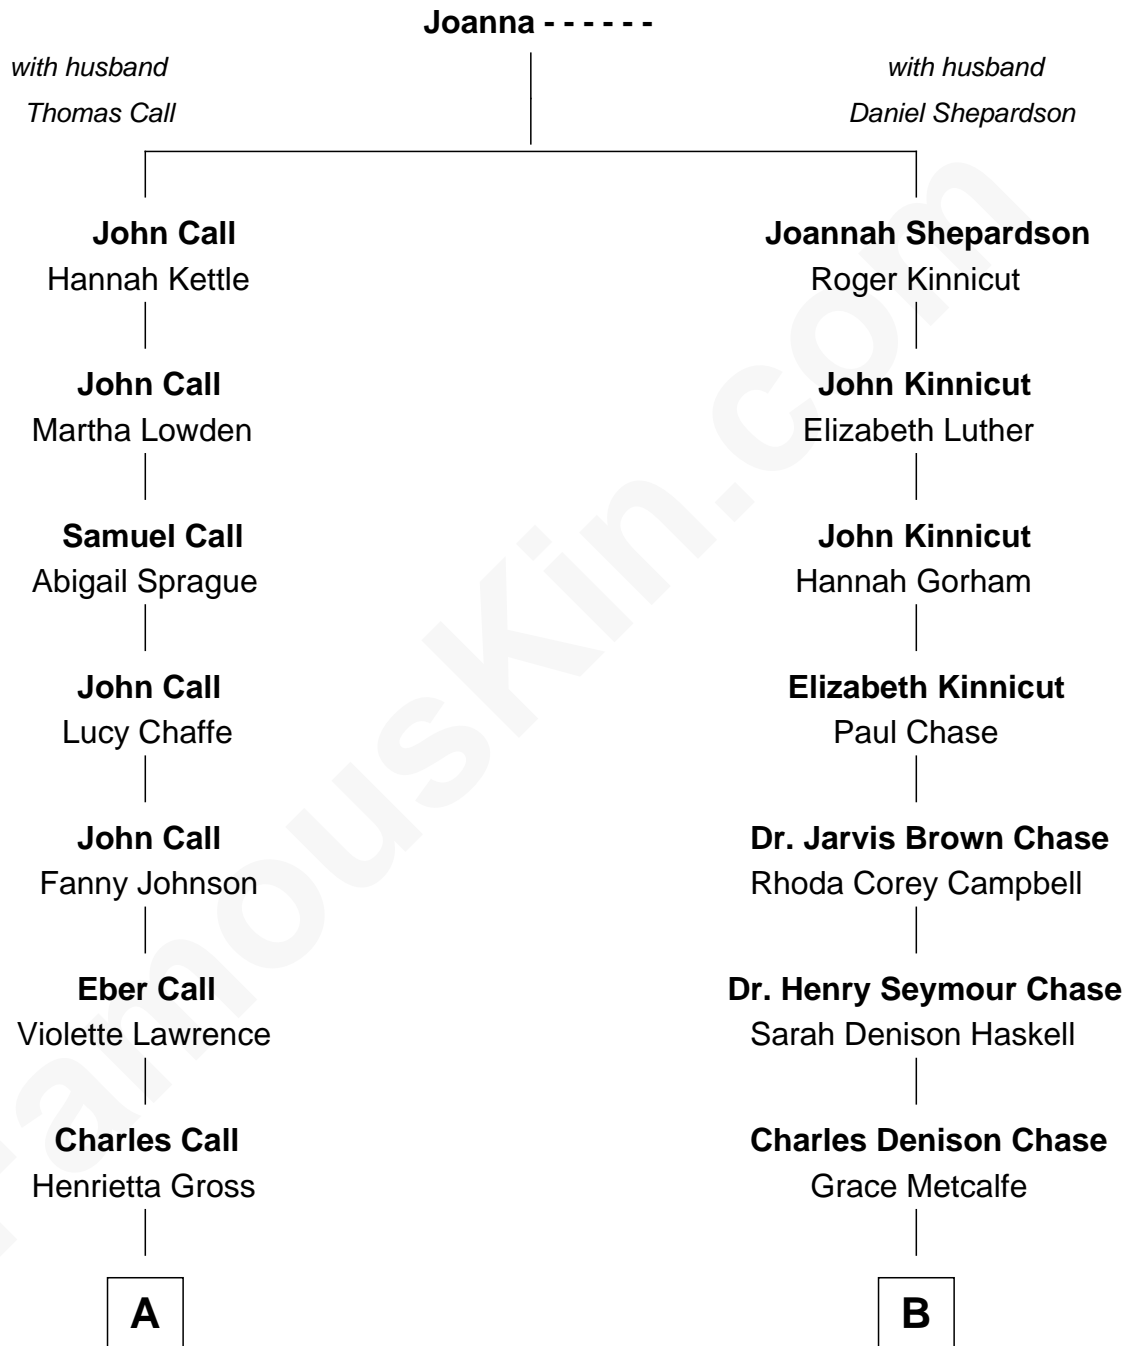 Joanna - - - - - -
with husband
Thomas Call
with husband
Daniel Shepardson
John Call
Hannah Kettle
Joannah Shepardson
Roger Kinnicut
John Call
Martha Lowden
John Kinnicut
Elizabeth Luther
Samuel Call
Abigail Sprague
John Kinnicut
Hannah Gorham
John Call
Lucy Chaffe
Elizabeth Kinnicut
Paul Chase
John Call
Fanny Johnson
Dr. Jarvis Brown Chase
Rhoda Corey Campbell
Eber Call
Violette Lawrence
Dr. Henry Seymour Chase
Sarah Denison Haskell
Charles Call
Henrietta Gross
Charles Denison Chase
Grace Metcalfe
A
B
FamousKin.com